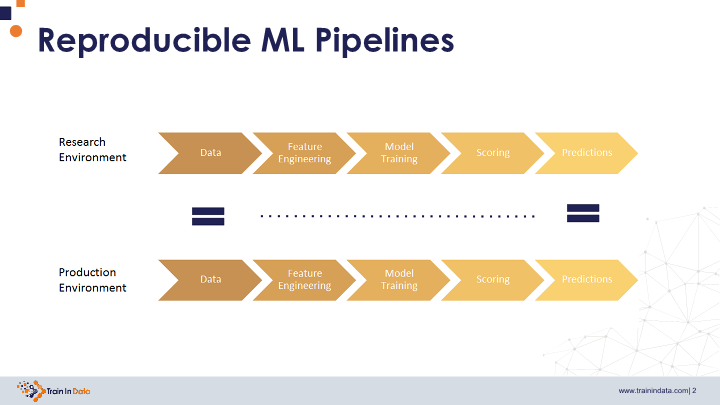 Reproducible ML Pipelines
Research
Environment
Data
Feature
Engineering
Model
Training
Scoring
Predictions
Production
Environment
Data
Feature
Engineering
Model
Training
Scoring
Predictions
Train In Data
www.trainindata.com| 2